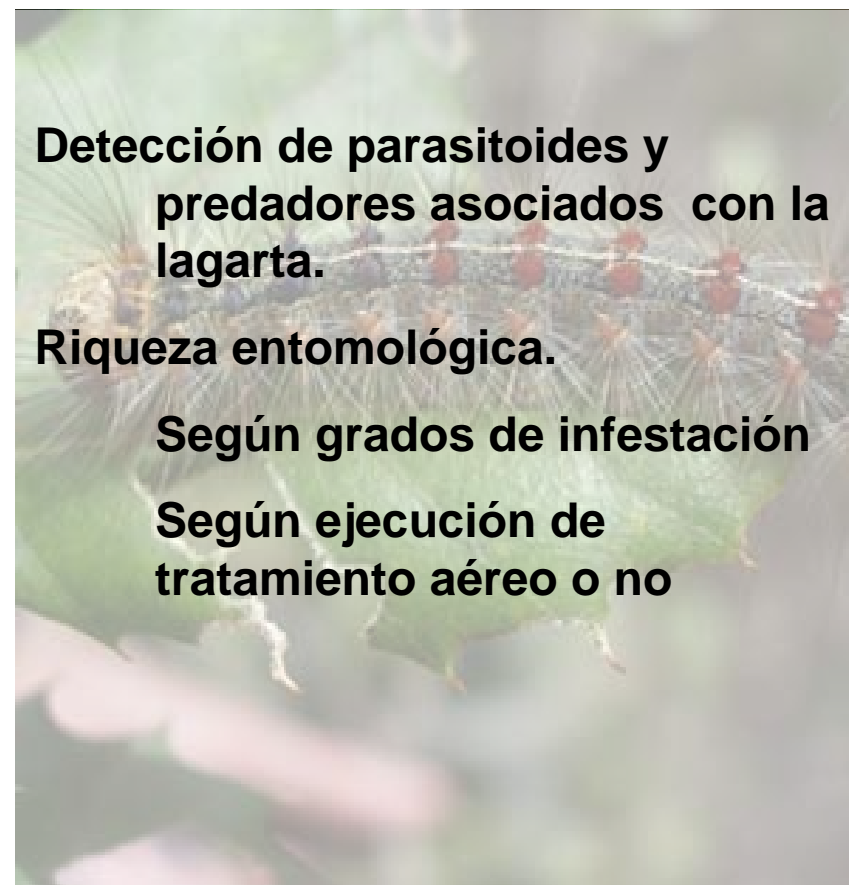 Detección de parasitoides y
predadores asociados  con la
lagarta.
Riqueza entomológica.
Según grados de infestación
Según ejecución de
tratamiento aéreo o no